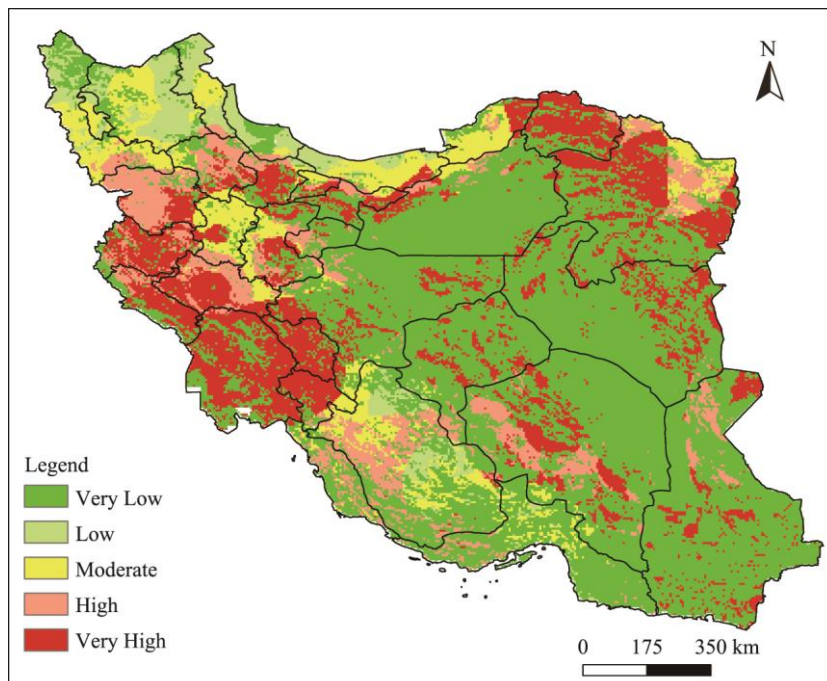 N
Legend
Very Low
Low
Moderate
High
Very High
0 175 350 km